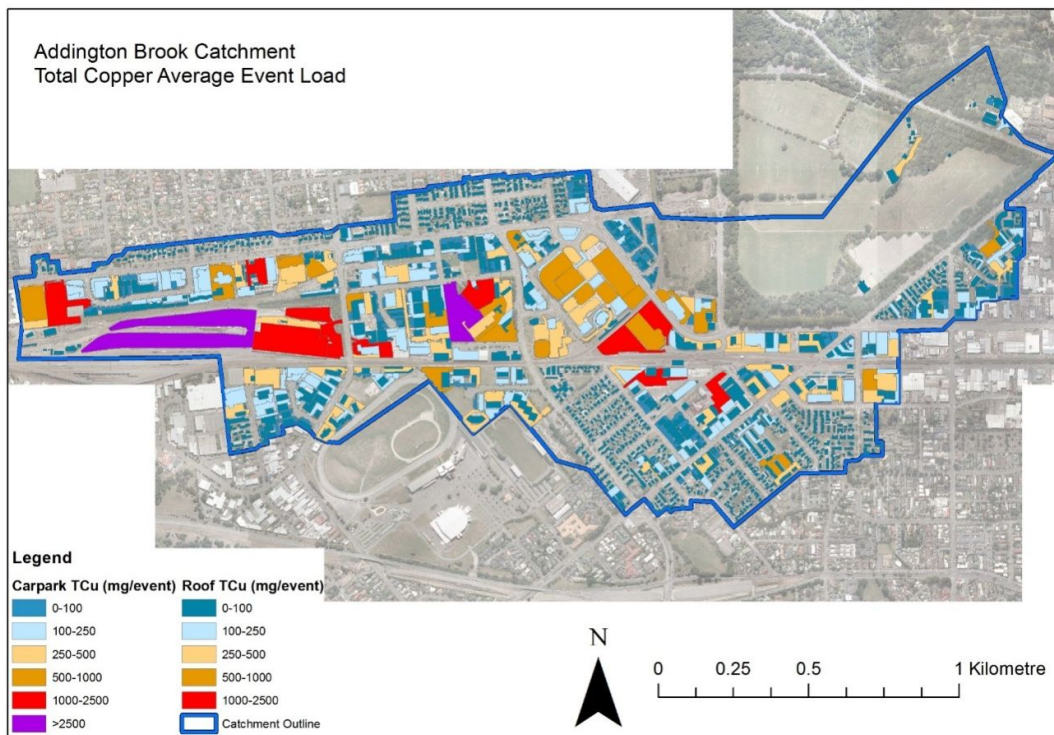 Addington Brook Catchment
Total Copper Average Event Load
Legend
Carpark TCu (mg/event) Roof TCu (mg/event)
0-100 0-100
100-250 100-250
250-500 250-500
500-1000 500-1000
1000-2500 1000-2500
>2500 Catchment Outline
N
0 0.25 0.5 1 Kilometre